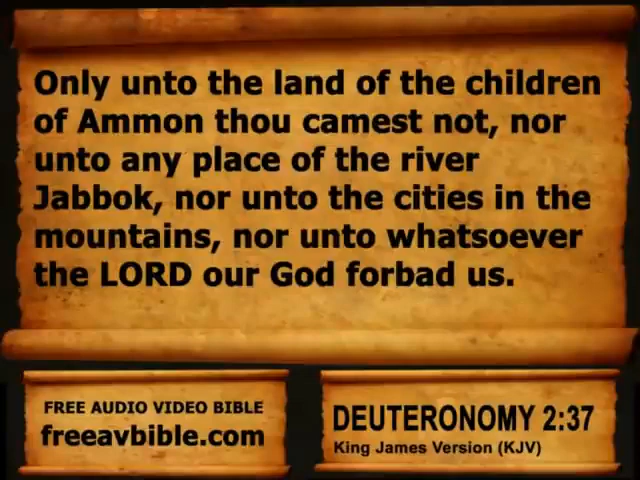 Only unto the land of the children
of Ammon thou camest not, nor
unto any place of the river
Jabbok, nor unto the cities in the
mountains, nor unto whatsoever
the LORD our God forbad us.
FREE AUDIO VIDEO BIBLE
freeavbible.com
DEUTERONOMY 2:37
King James Version (KJV)